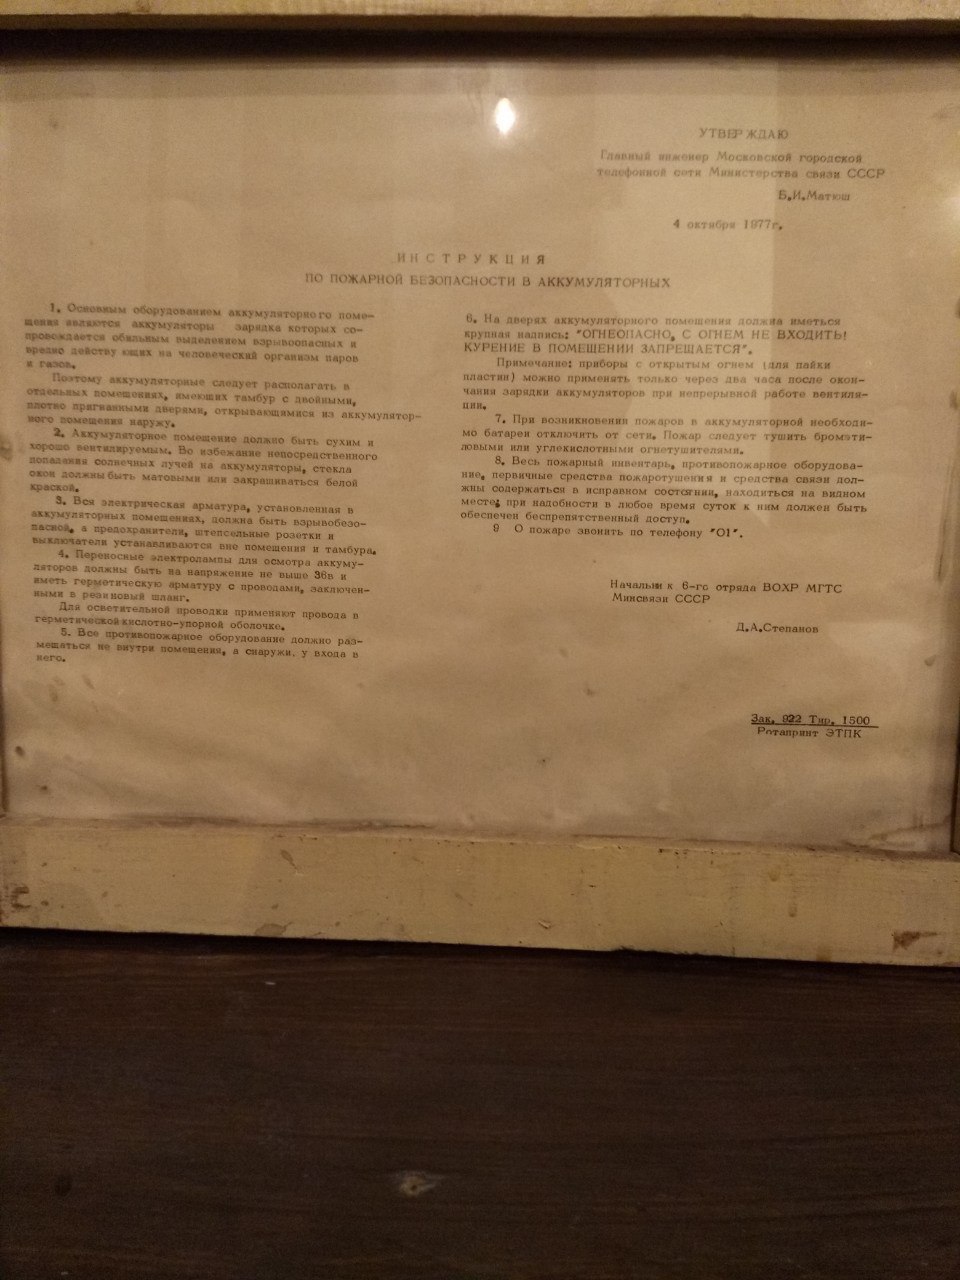 УТВЕРЖДАЮ
Главный инженер Московской городской
телефонной сети Министерства связи СССР
Б.И.Матюш
4 октября 1977г.
ИНСТРУКЦИЯ
ПО ПОЖАРНОЙ БЕЗОПАСНОСТИ В АККУМУЛЯТОРНЫХ
1. Основным оборудованием аккумуляторного поме-
щения являются аккумуляторы зарядка которых со-
провождается обильным выделением взрывоопасных и
вредно действующих на человеческий организм паров
и газов.
Поэтому аккумуляторные следует располагать в
отдельных помещениях, имеющих тамбур с двойными,
плотно пригнанными дверями, открывающимися из аккумулятор-
ного помещения наружу.
2. Аккумуляторное помещение должно быть сухим и
хорошо вентилируемым. Во избежание непосредственного
попадания солнечных лучей на аккумуляторы, стекла
окон должны быть матовыми или закрашиваться белой
краской.
3. Вся электрическая арматура, установленная в
аккумуляторных помещениях, должна быть взрывобезо-
пасной, а предохранители, штепсельные розетки и
выключатели устанавливаются вне помещения и тамбура.
4. Переносные электролампы для осмотра аккуму-
ляторов должны быть на напряжение не выше 36в и
иметь герметическую арматуру с проводами, заключен-
ными в резиновый шланг.
Для осветительной проводки применяют провода в
герметической кислотно-упорной оболочке.
5. Все противопожарное оборудование должно раз-
мещаться не внутри помещения, а снаружи, у входа в
него.
6. На дверях аккумуляторного помещения должна иметься
крупная надпись: "ОГНЕОПАСНО, С ОГНЕМ НЕ ВХОДИТЬ!
КУРЕНИЕ В ПОМЕЩЕНИИ ЗАПРЕЩАЕТСЯ".
Примечание: приборы с открытым огнем (для пайки
пластин) можно применять только через два часа после окон-
чания зарядки аккумуляторов при непрерывной работе вентиля-
ции.
7. При возникновении пожаров в аккумуляторной необходи-
мо батареи отключить от сети. Пожар следует тушить бромэти-
ловыми или углекислотными огнетушителями.
8. Весь пожарный инвентарь, противопожарное оборудова-
ние, первичные средства пожаротушения и средства связи дол-
жны содержаться в исправном состоянии, находиться на видном
месте; при надобности в любое время суток к ним должен быть
обеспечен беспрепятственный доступ.
9 О пожаре звонить по телефону "О1".
Начальник 6-го отряда ВОХР МГТС
Минсвязи СССР
Д.А.Степанов
Зак. 922 Тир. 1500
Ротапринт ЭТПК